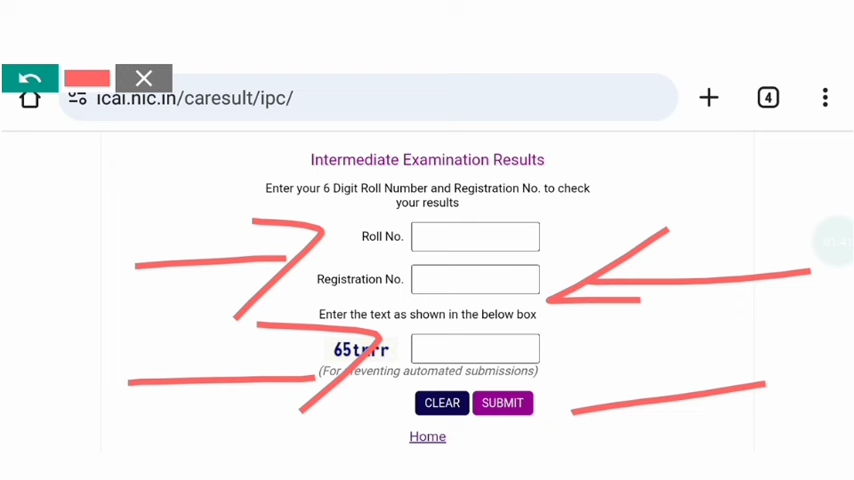 icai.nic.in/caresult/ipc/
4
Intermediate Examination Results
Enter your 6 Digit Roll Number and Registration No. to check
your results
Roll No.
1:41
Registration No.
Enter the text as shown in the below box
(For preventing automated submissions)
CLEAR SUBMIT
Home